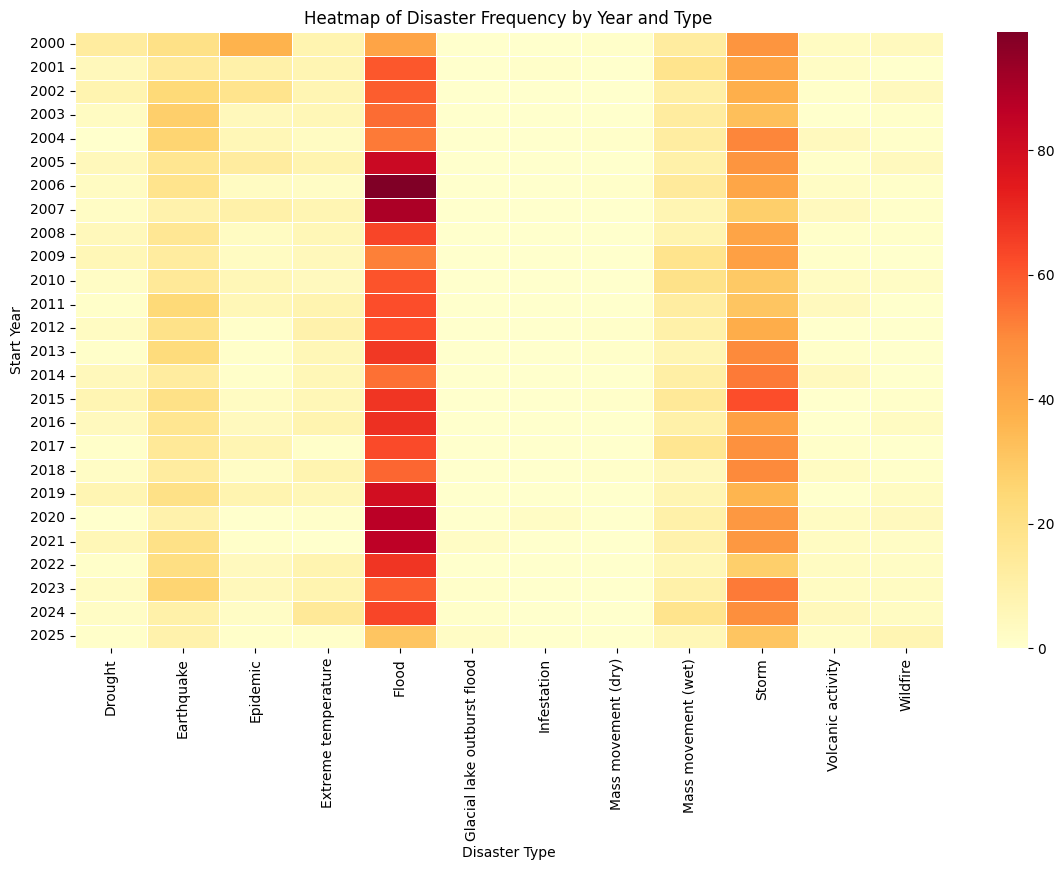 Heatmap of Disaster Frequency by Year and Type
Start Year
2000
2001
2002
2003
2004
2005
2006
2007
2008
2009
2010
2011
2012
2013
2014
2015
2016
2017
2018
2019
2020
2021
2022
2023
2024
2025
80
60
40
20
0
Drought
Earthquake
Epidemic
Extreme temperature
Flood
Glacial lake outburst flood
Infestation
Mass movement (dry)
Mass movement (wet)
Storm
Volcanic activity
Wildfire
Disaster Type